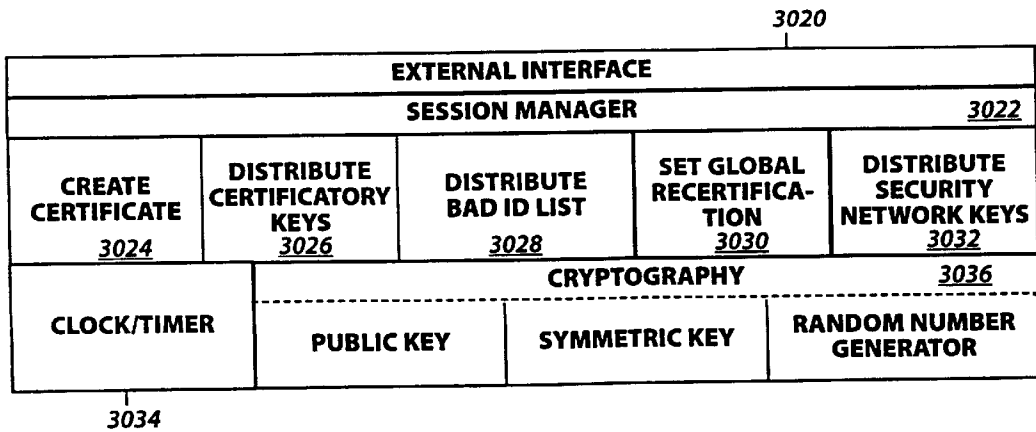 3020
EXTERNAL INTERFACE
SESSION MANAGER 3022
CREATE
CERTIFICATE
3024
DISTRIBUTE
CERTIFICATORY
KEYS
3026
DISTRIBUTE
BAD ID LIST
3028
SET GLOBAL
RECERTIFICA-
TION
3030
DISTRIBUTE
SECURITY
NETWORK KEYS
3032
CLOCK/TIMER
CRYPTOGRAPHY 3036
PUBLIC KEY
SYMMETRIC KEY
RANDOM NUMBER
GENERATOR
3034